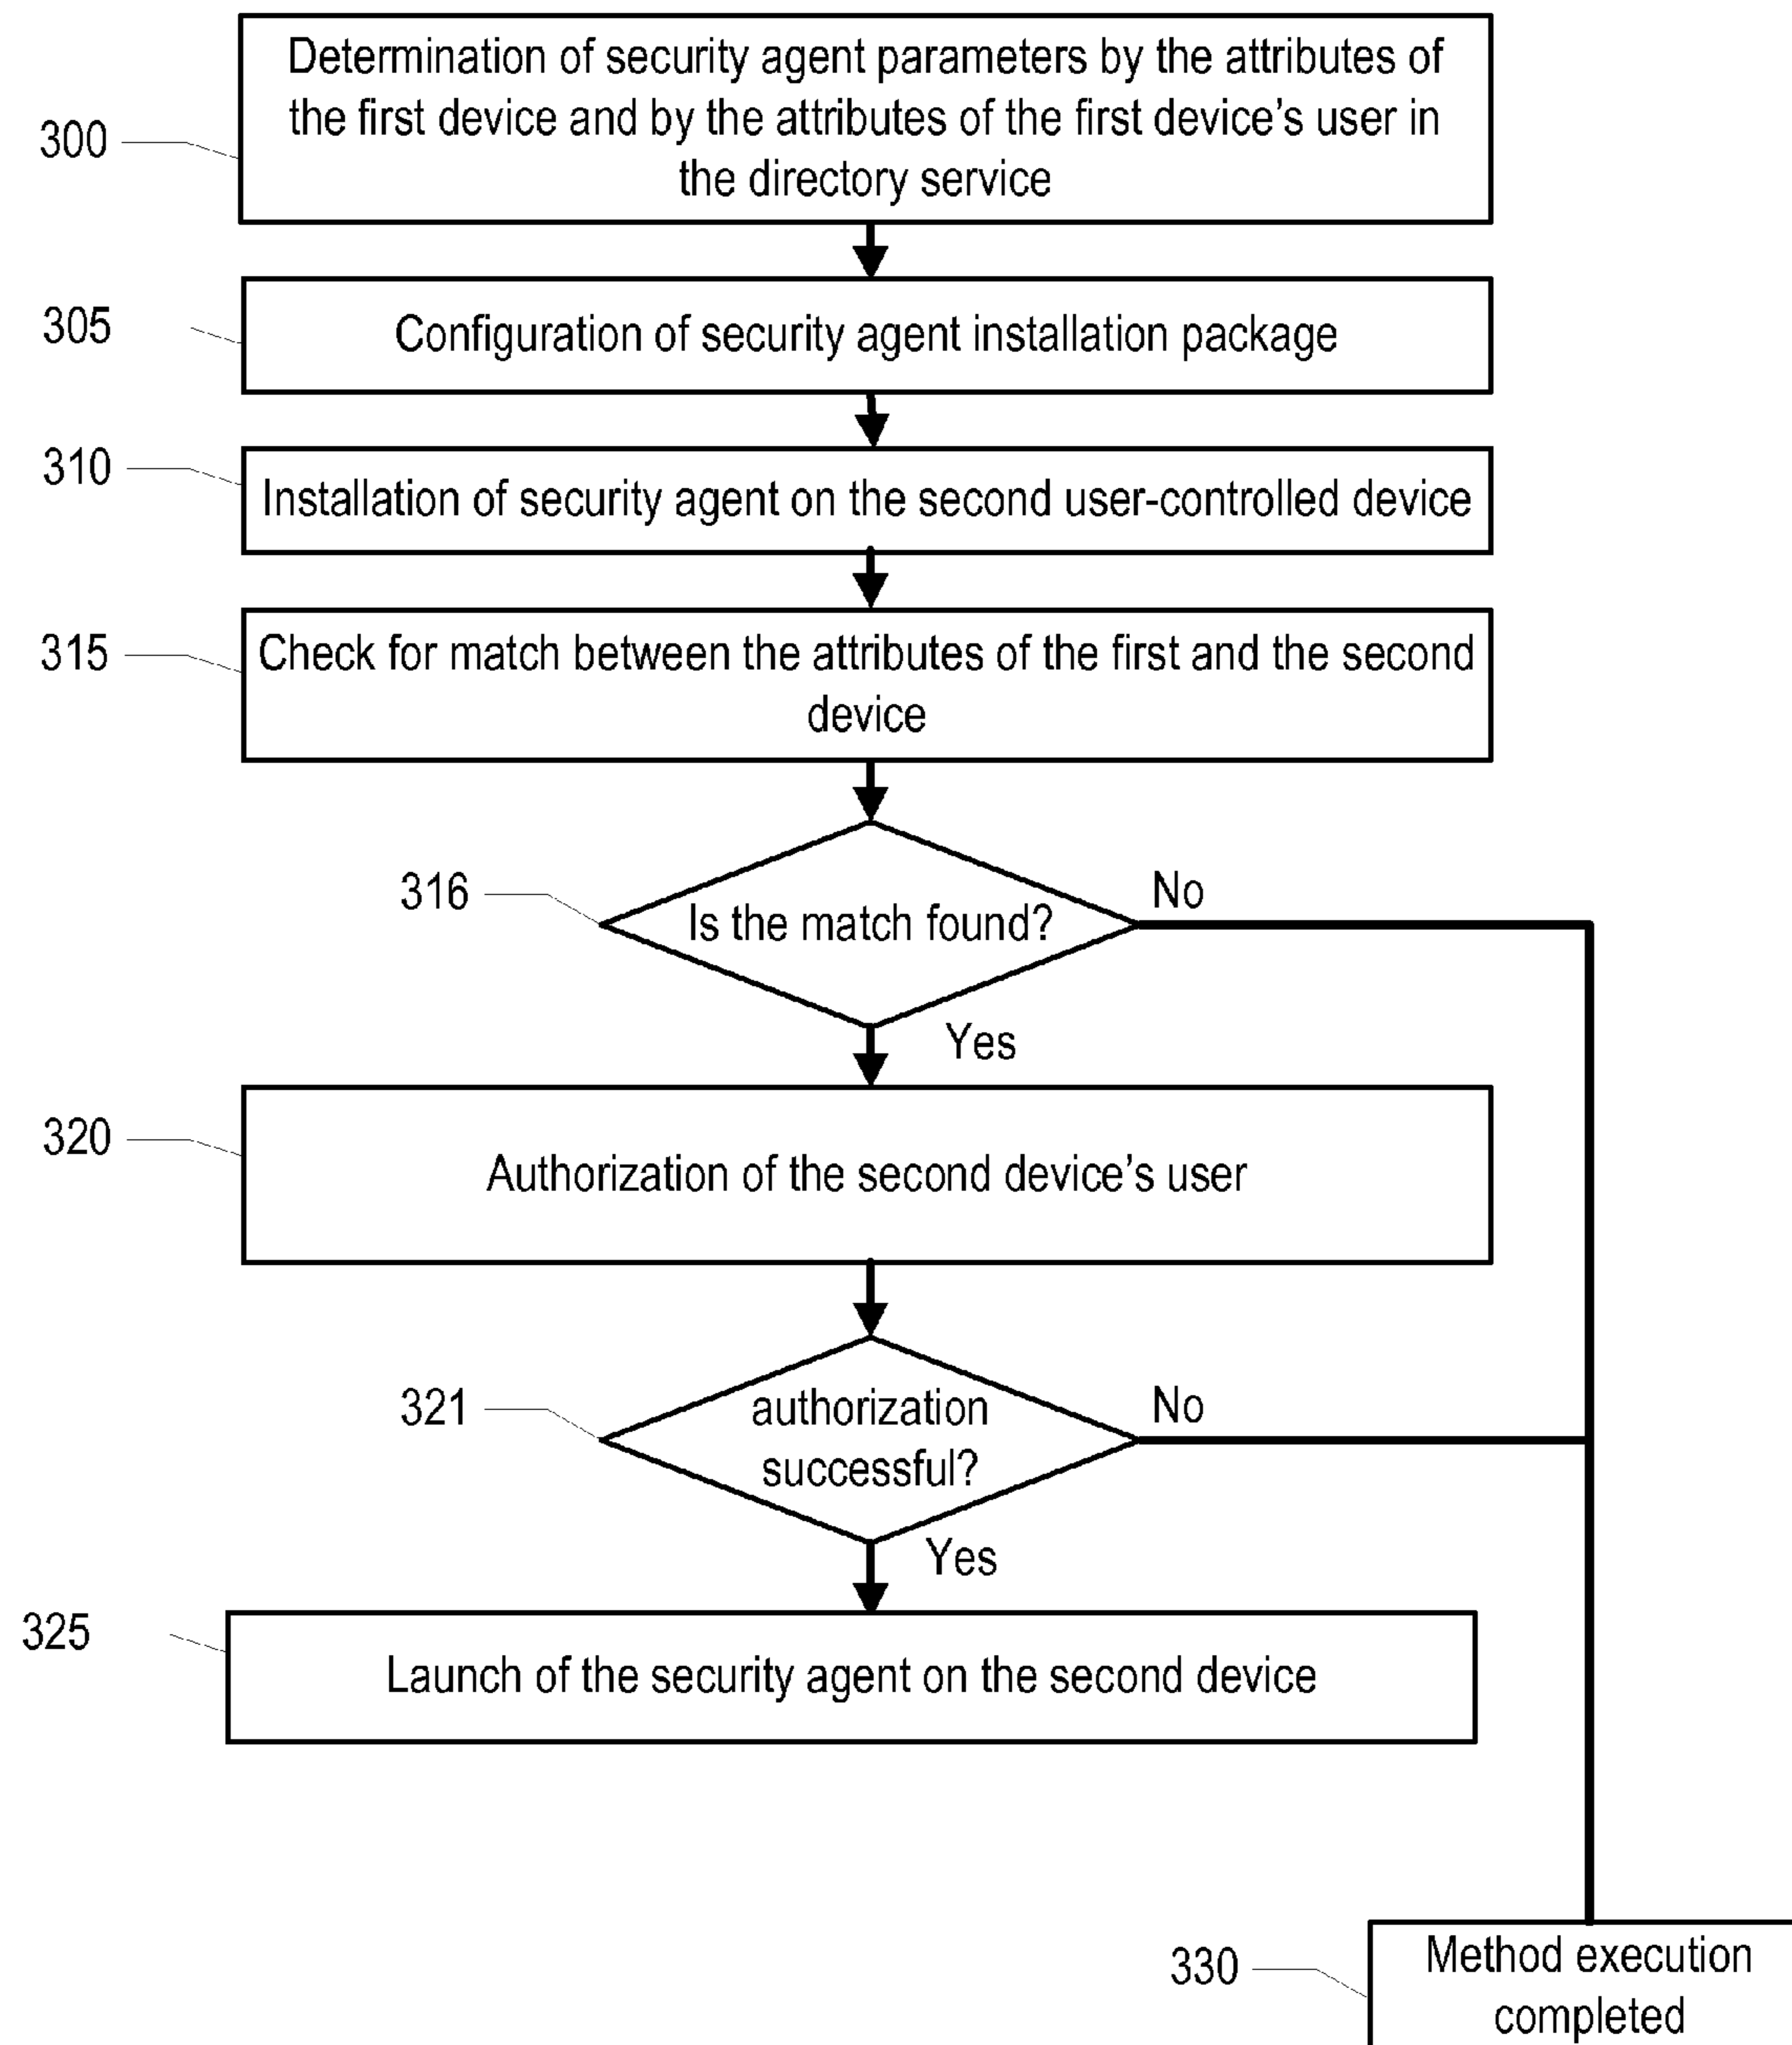 Determination of security agent parameters by the attributes of
the first device and by the attributes of the first device's user in
the directory service
300
305
Configuration of security agent installation package
310
Installation of security agent on the second user-controlled device
315
Check for match between the attributes of the first and the second
device
316
Is the match found?
No
Yes
320
Authorization of the second device's user
321
authorization
successful?
No
Yes
325
Launch of the security agent on the second device
330
Method execution
completed